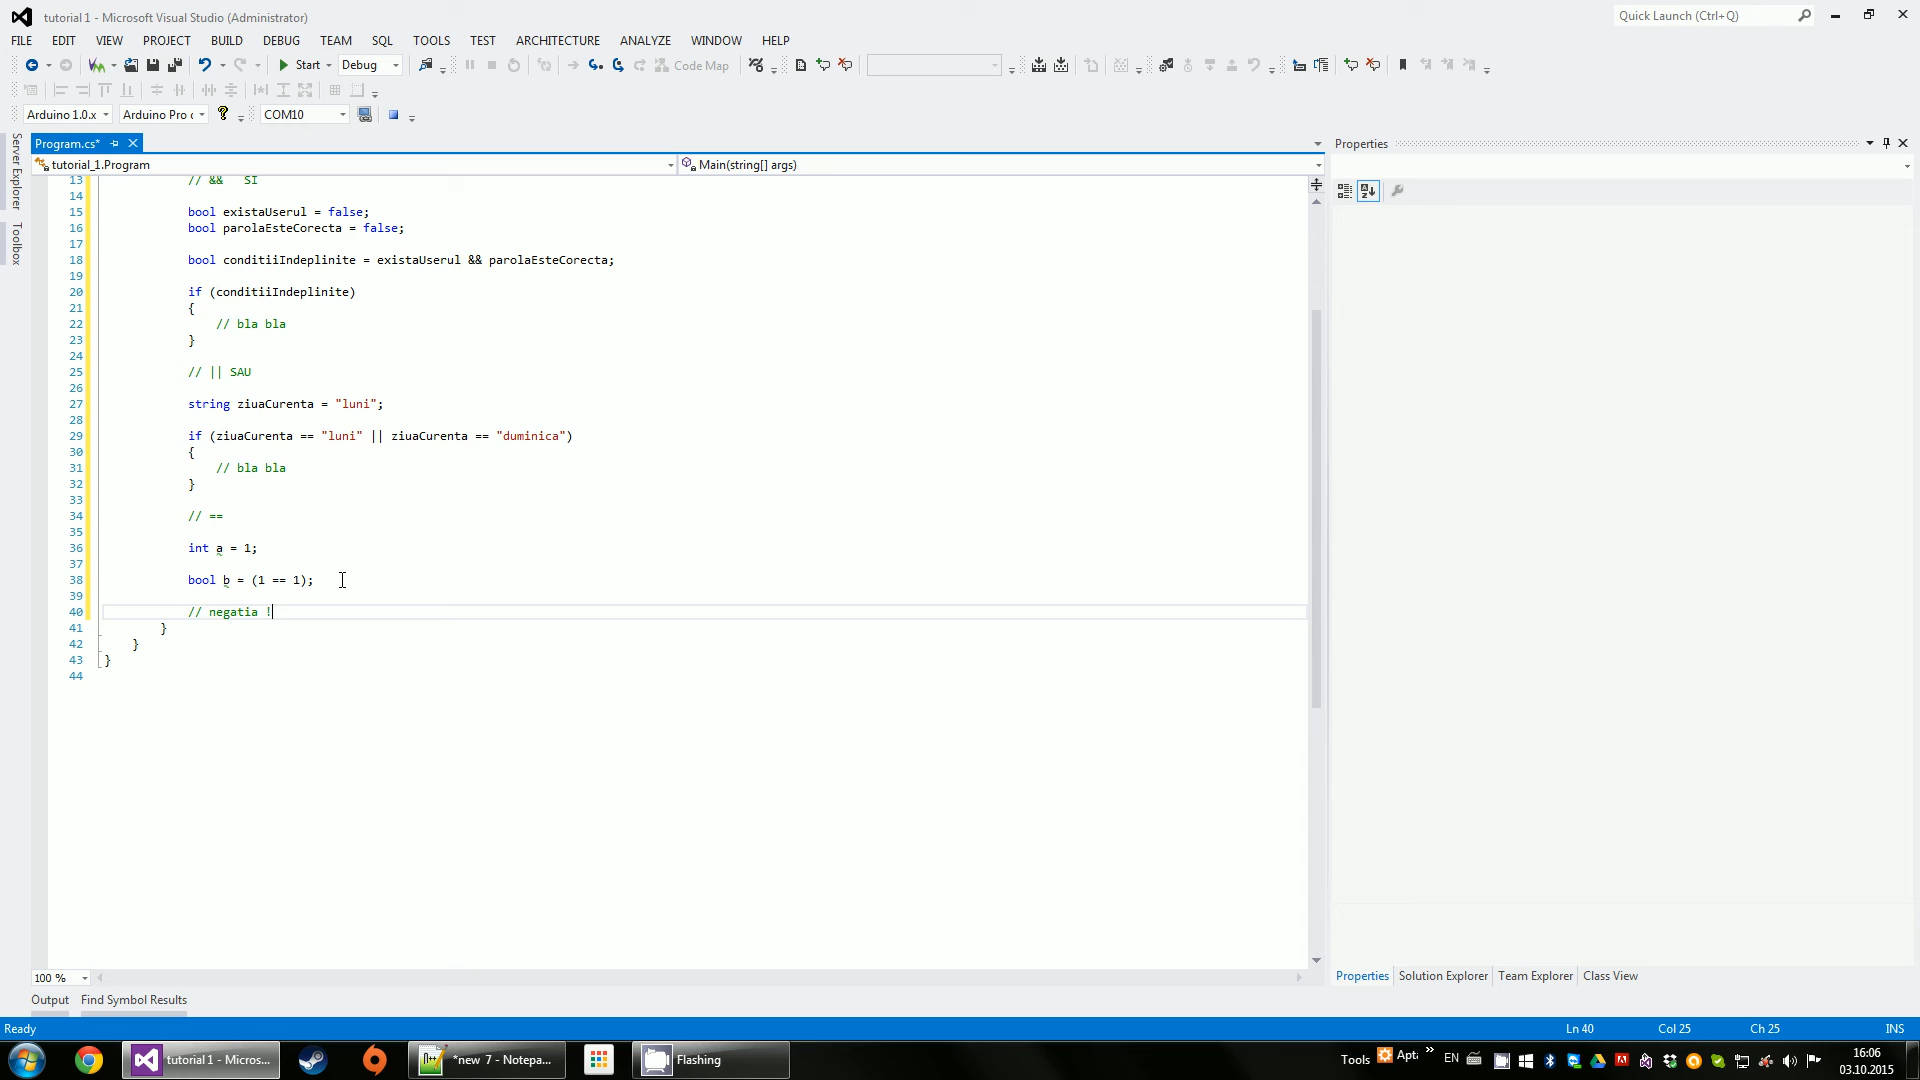 tutorial 1 - Microsoft Visual Studio (Administrator)
Quick Launch (Ctrl+Q)
FILE EDIT VIEW PROJECT BUILD DEBUG TEAM SQL TOOLS TEST ARCHITECTURE ANALYZE WINDOW HELP
Start Debug Code Map
Arduino 1.0.x Arduino Pro COM10
Server Explorer
Toolbox
Program.cs*
tutorial_1.Program Main(string[] args)
13 // && SI
14
15 bool existaUserul = false;
16 bool parolaEsteCorecta = false;
17
18 bool conditiiIndeplinite = existaUserul && parolaEsteCorecta;
19
20 if (conditiiIndeplinite)
21 {
22 // bla bla
23 }
24
25 // || SAU
26
27 string ziuaCurenta = "luni";
28
29 if (ziuaCurenta == "luni" || ziuaCurenta == "duminica")
30 {
31 // bla bla
32 }
33
34 // ==
35
36 int a = 1;
37
38 bool b = (1 == 1);
39
40 // negatia !
41 }
42 }
43 }
44
100 %
Properties
Properties Solution Explorer Team Explorer Class View
Output Find Symbol Results
Ready Ln 40 Col 25 Ch 25 INS
tutorial 1 - Micros... *new 7 - Notepa... Flashing Tools Apt » EN 16:06
03.10.2015